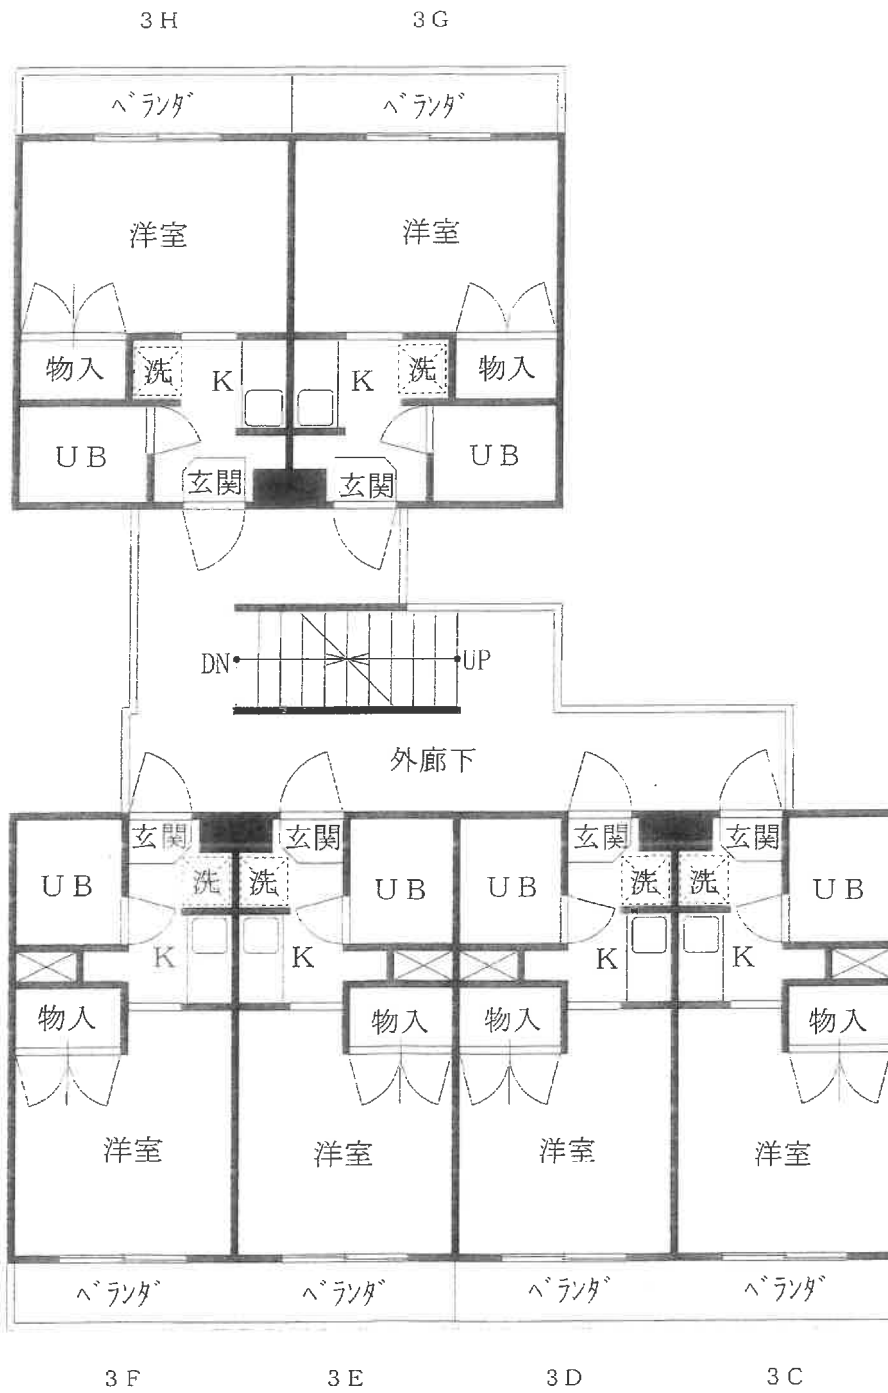 3H 3G
ベランダ ベランダ
洋室 洋室
物入 洗 K K 洗 物入
UB 玄関 玄関 UB
DN UP
外廊下
玄関 玄関 玄関 玄関
UB 洗 洗 UB UB 洗 洗 UB
K K K K
物入 物入 物入 物入
洋室 洋室 洋室 洋室
ベランダ ベランダ ベランダ ベランダ
3F 3E 3D 3C